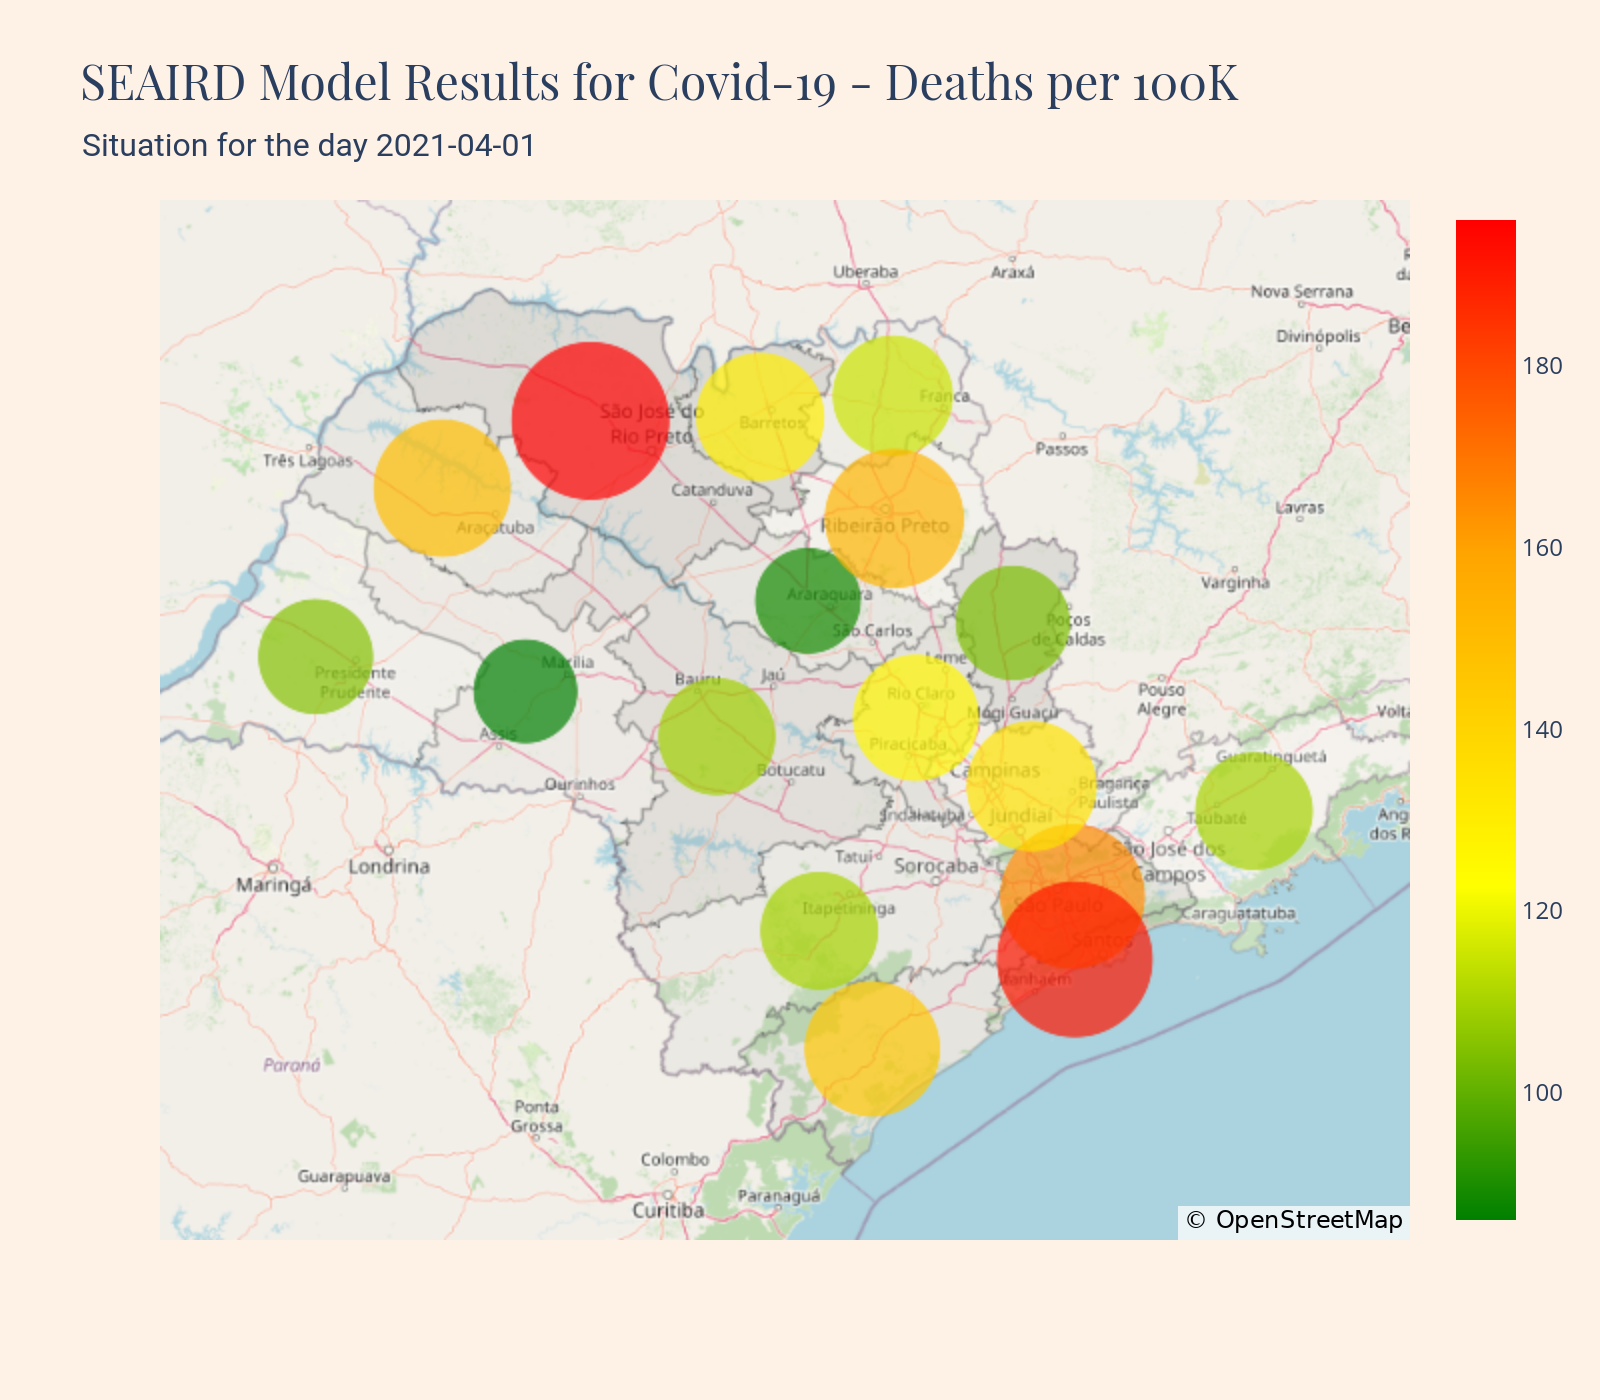 SEAIRD Model Results for Covid-19 - Deaths per 100K
Situation for the day 2021-04-01
Uberaba
Araxá
Nova Serrana
Divinópolis
Be
180
São José do
Rio Preto
Barretos
Franca
Três Lagoas
Passos
Catanduva
Araçatuba
Ribeirão Preto
Lavras
160
Varginha
Araraquara
São Carlos
Poços
de Caldas
Presidente
Prudente
Marília
Bauru
Jaú
Leme
Rio Claro
Mogi Guaçu
Pouso
Alegre
Volta
140
Assis
Piracicaba
Botucatu
Campinas
Guaratinguetá
Ourinhos
Bragança
Paulista
Indaiatuba
Jundiaí
Taubaté
Ang
dos R
Londrina
Maringá
Tatuí
Sorocaba
São José dos
Campos
Itapetininga
São Paulo
Caraguatatuba
120
Santos
Itanhaém
Paraná
100
Ponta
Grossa
Colombo
Guarapuava
Curitiba
Paranaguá
© OpenStreetMap